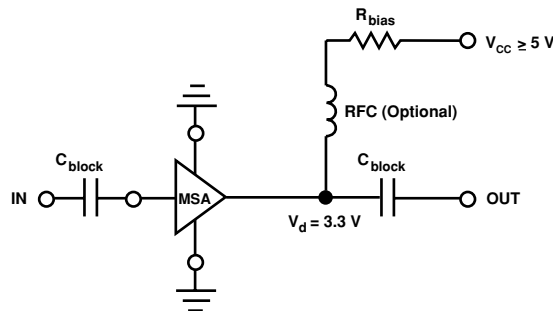 R_bias
V_CC ≥ 5 V
RFC (Optional)
C_block
C_block
IN
MSA
OUT
V_d = 3.3 V